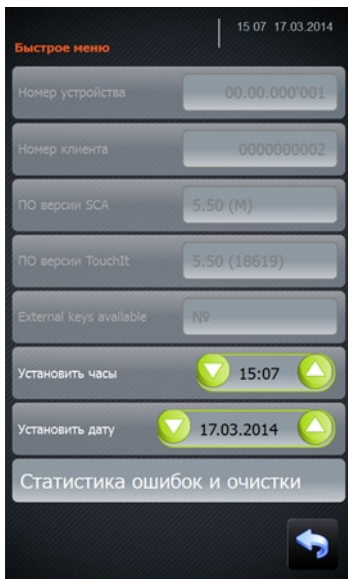 15 07 17.03.2014
Быстрое меню
Номер устройства 00.00.000'001
Номер клиента 0000000002
ПО версии SCA 5.50 (M)
ПО версии TouchIt 5.50 (18619)
External keys available №
Установить часы 15:07
Установить дату 17.03.2014
Статистика ошибок и очистки